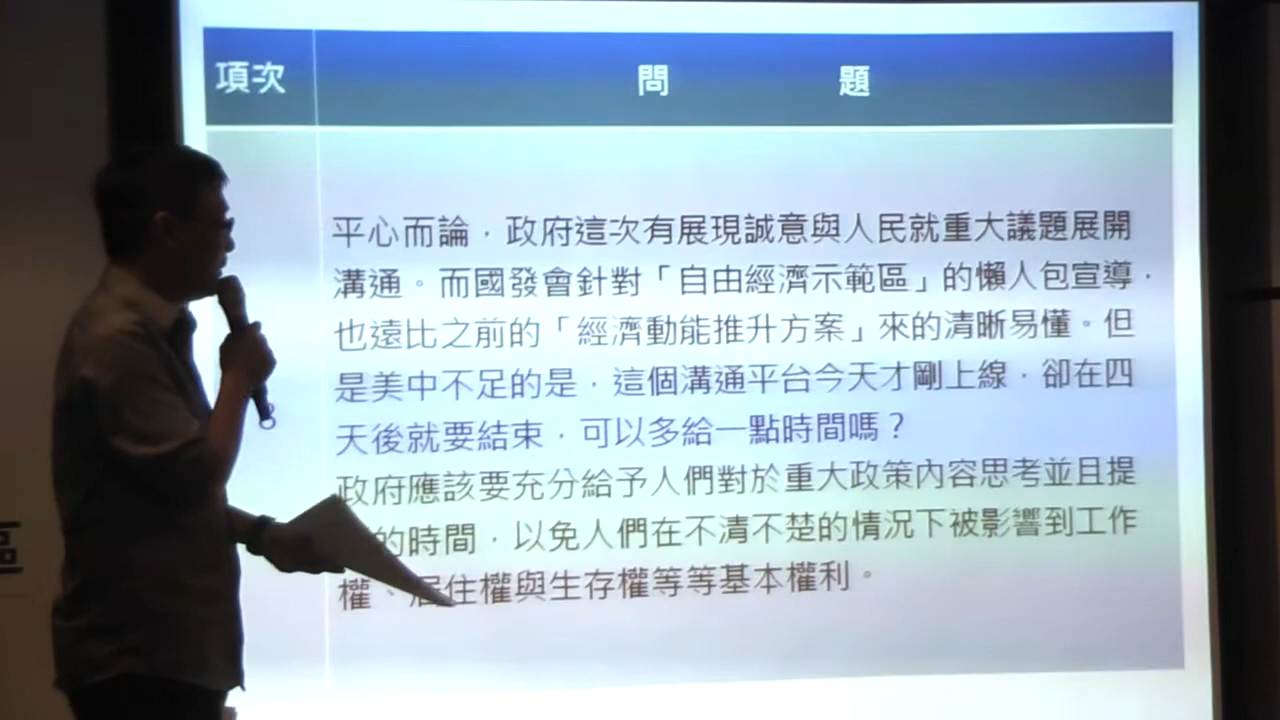 項次 問 題
平心而論，政府這次有展現誠意與人民就重大議題展開
溝通。而國發會針對「自由經濟示範區」的懶人包宣導，
也遠比之前的「經濟動能推升方案」來的清晰易懂。但
是美中不足的是，這個溝通平台今天才剛上線，卻在四
天後就要結束，可以多給一點時間嗎？
政府應該要充分給予人們對於重大政策內容思考並且提
的時間，以免人們在不清不楚的情況下被影響到工作
權、居住權與生存權等等基本權利。
區